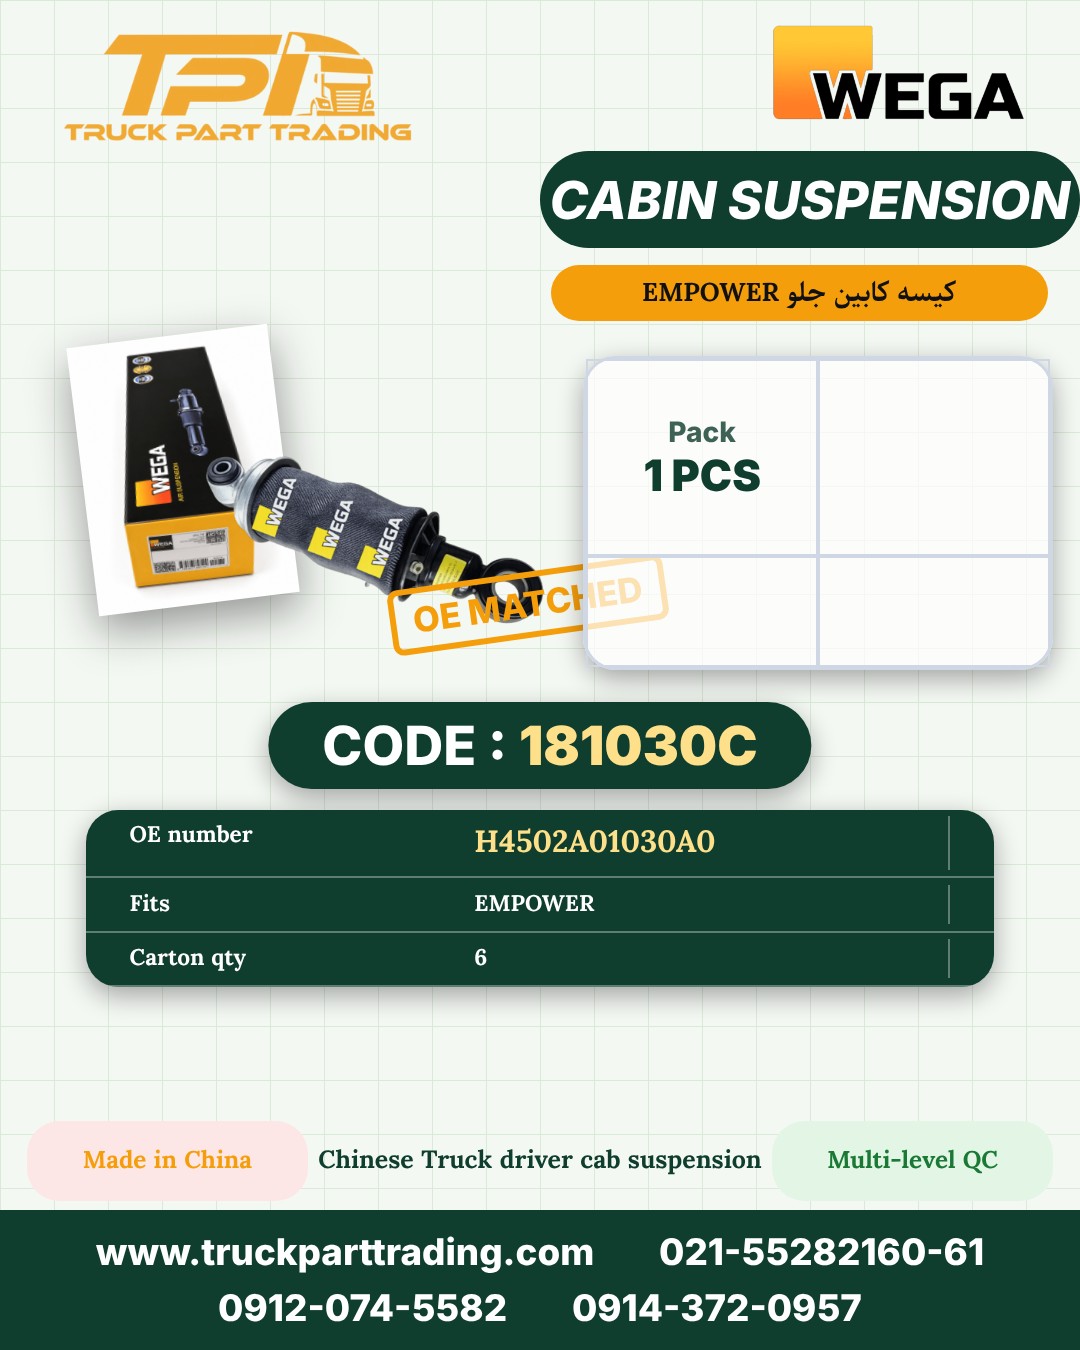 TPT
TRUCK PART TRADING
WEGA
CABIN SUSPENSION
کیسه کابین جلو EMPOWER
Pack
1 PCS
WEGA
WEGA
WEGA
WEGA
OE MATCHED
CODE : 181030C
OE number H4502A01030A0
Fits EMPOWER
Carton qty 6
Made in China
Chinese Truck driver cab suspension
Multi-level QC
www.truckparttrading.com 021-55282160-61
0912-074-5582 0914-372-0957